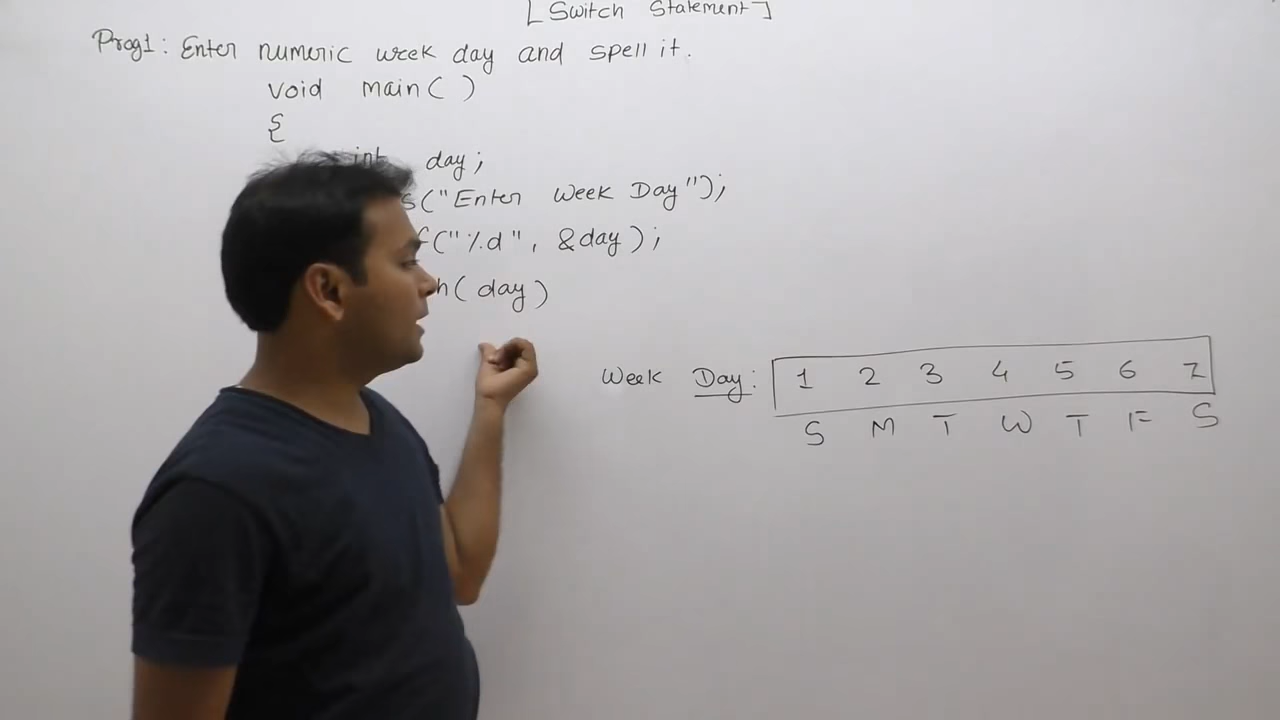 [Switch Statement]
Prog1: Enter numeric week day and spell it.
void main( )
{
int day;
s("Enter Week Day");
f("%d", &day);
h(day)
Week Day: 1 2 3 4 5 6 7
S M T W T F S